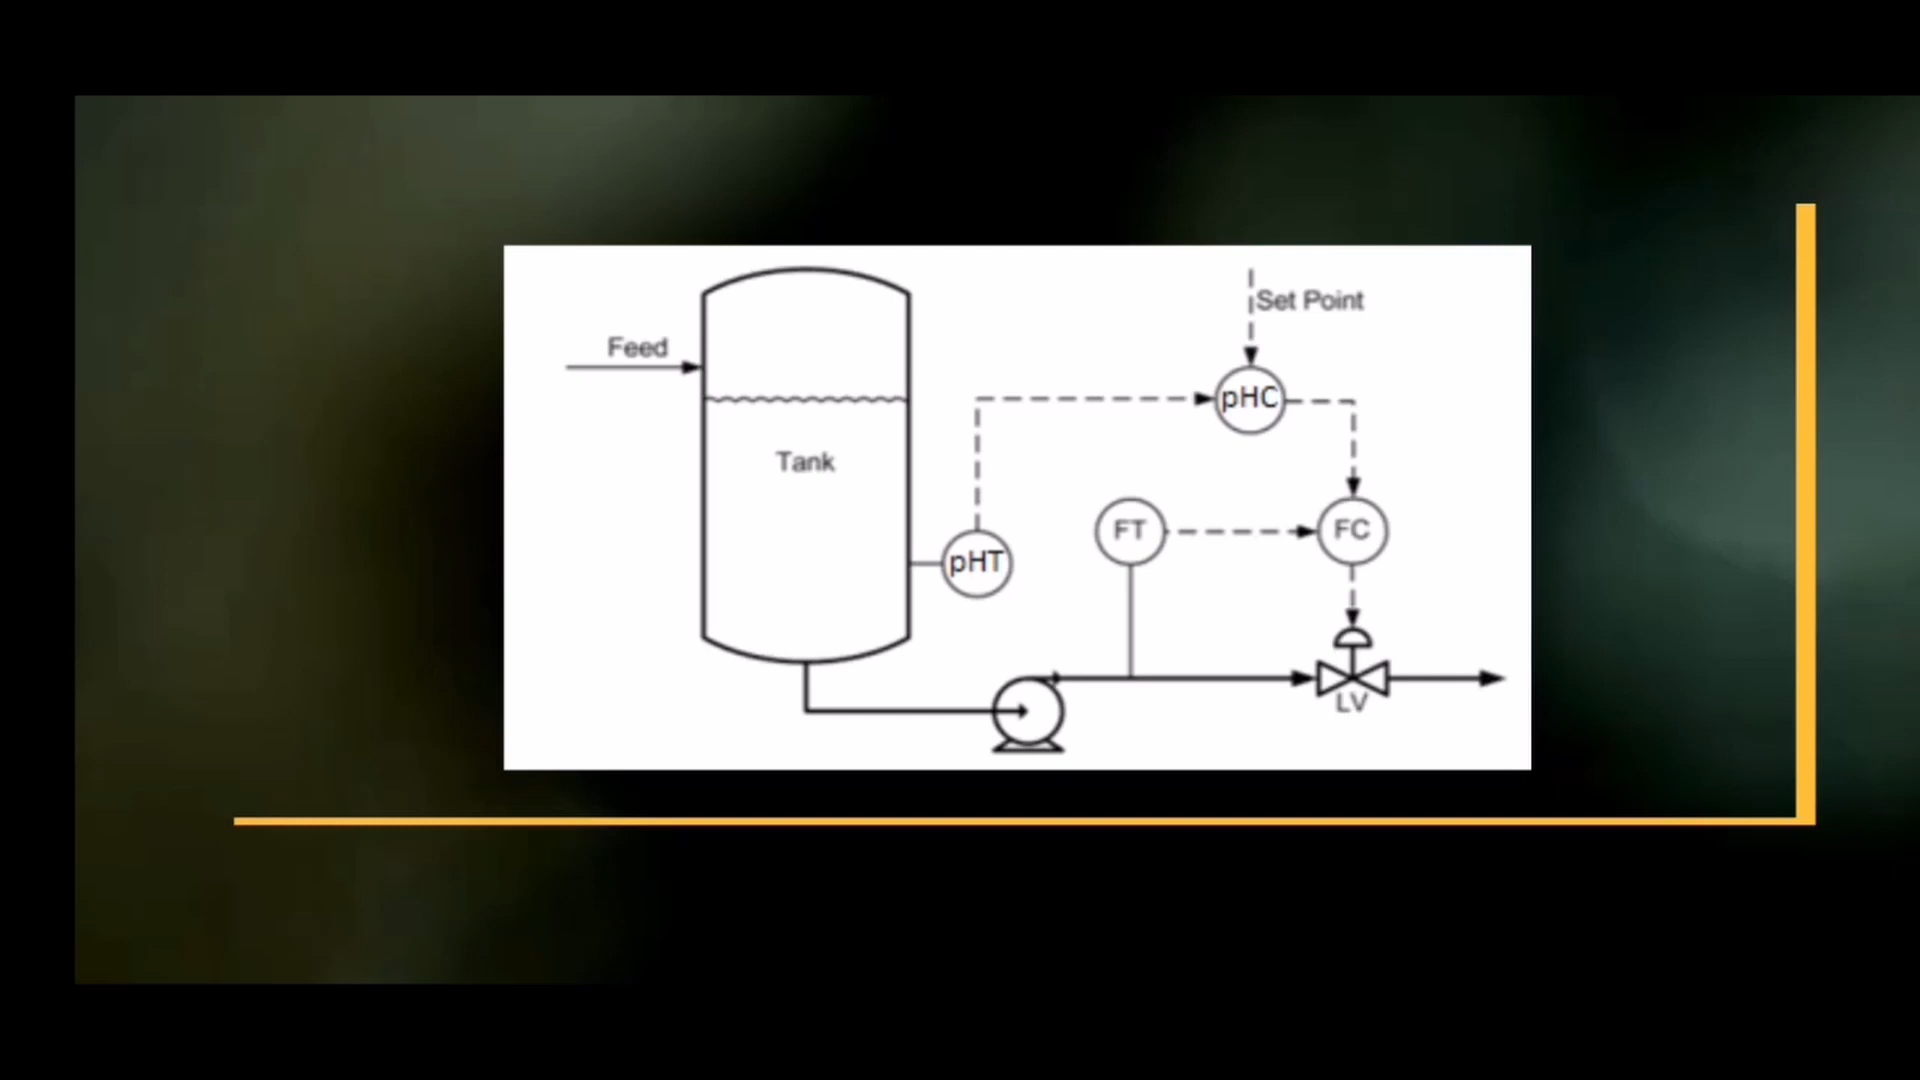 Set Point
Feed
pHC
Tank
FT
FC
pHT
LV